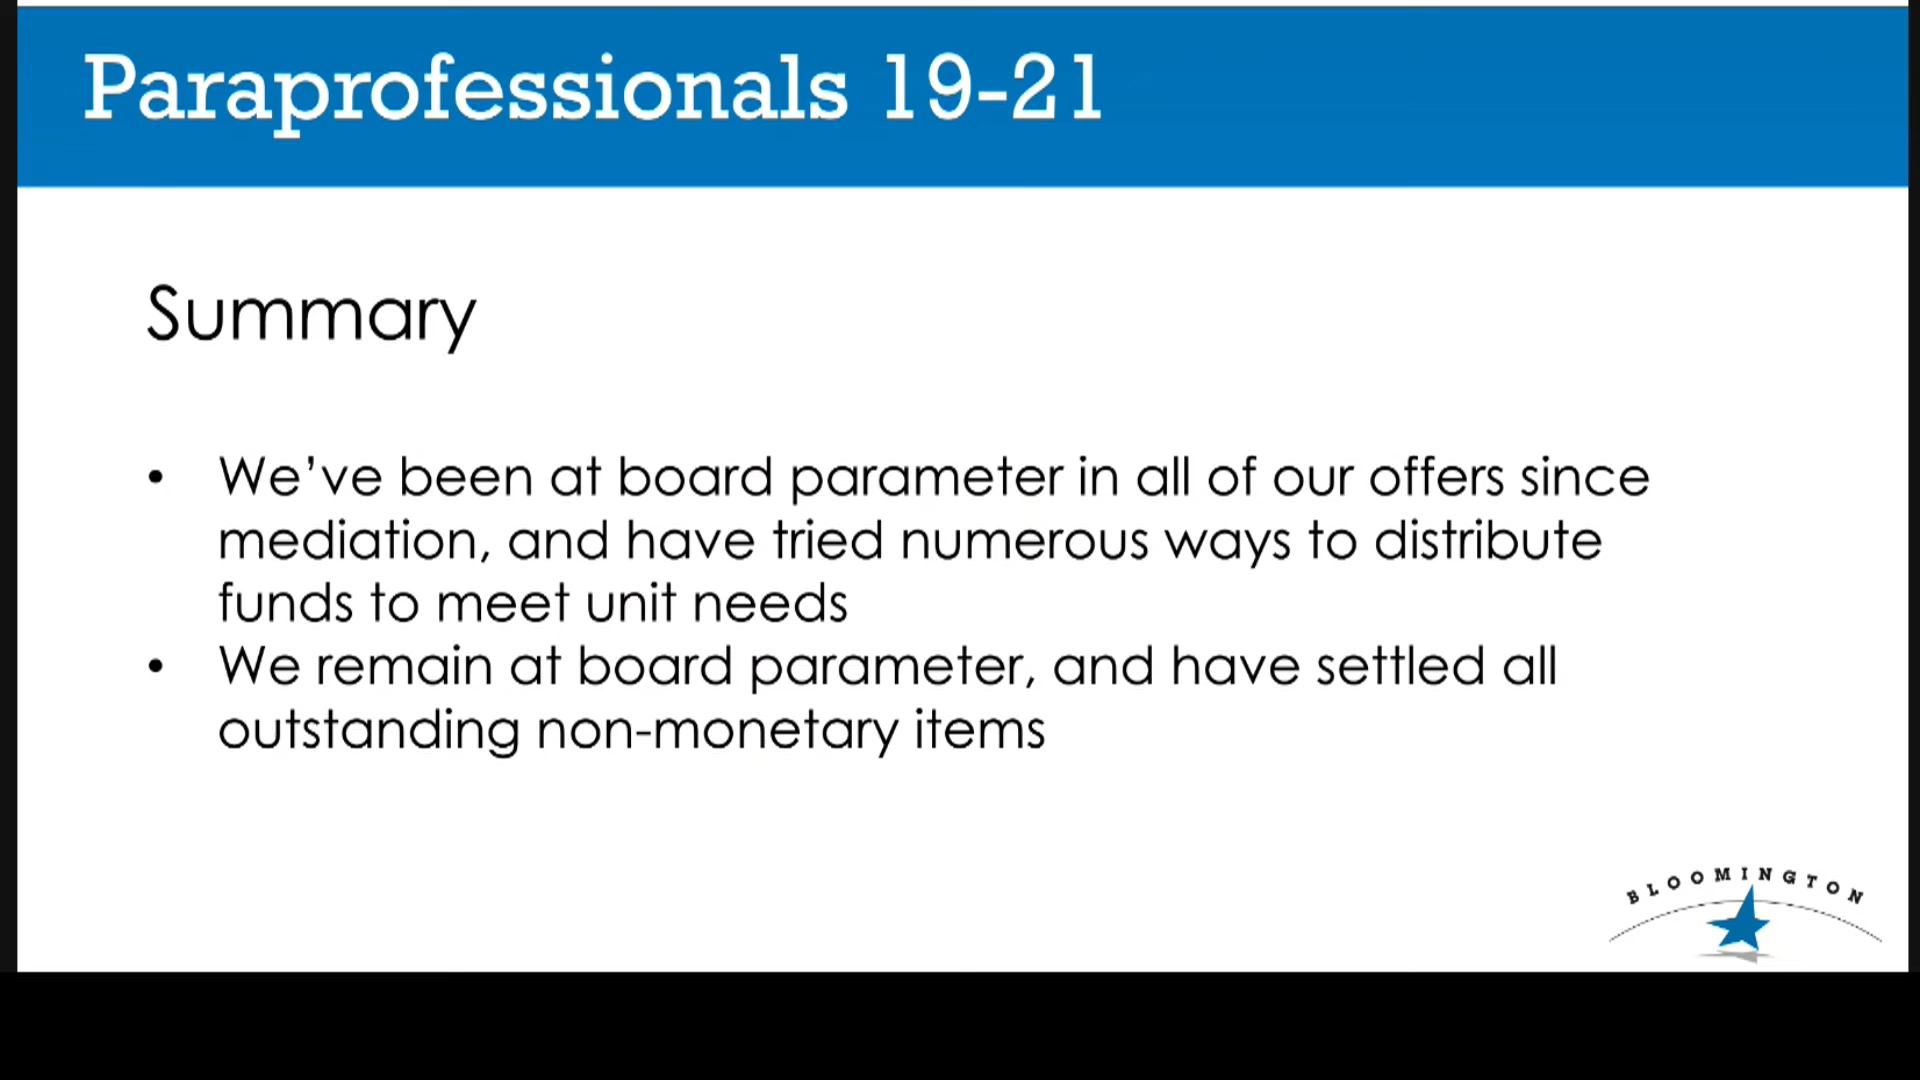 Paraprofessionals 19-21
Summary
• We’ve been at board parameter in all of our offers since
mediation, and have tried numerous ways to distribute
funds to meet unit needs
• We remain at board parameter, and have settled all
outstanding non-monetary items
BLOOMINGTON